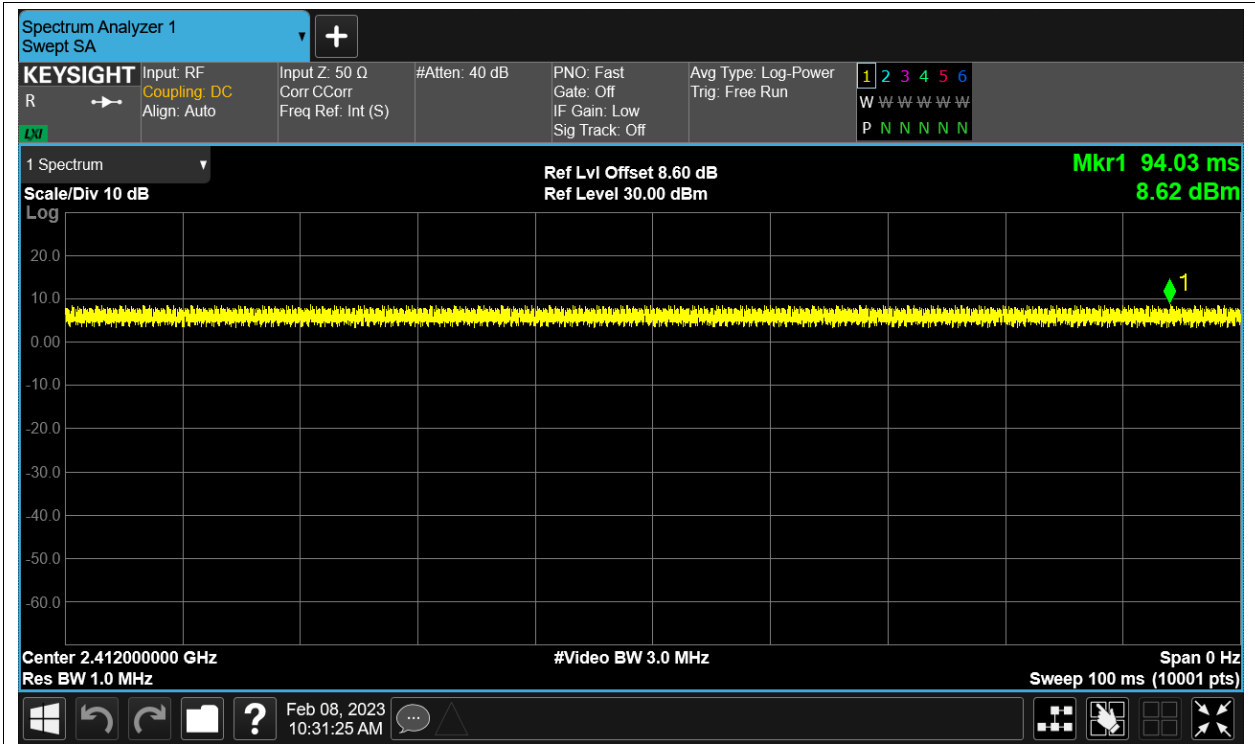 Spectrum Analyzer 1
Swept SA
KEYSIGHT
R
LXI
Input: RF
Coupling: DC
Align: Auto
Input Z: 50 Ω
Corr CCorr
Freq Ref: Int (S)
#Atten: 40 dB
PNO: Fast
Gate: Off
IF Gain: Low
Sig Track: Off
Avg Type: Log-Power
Trig: Free Run
1 2 3 4 5 6
W W W W W W
P N N N N N
1 Spectrum
Scale/Div 10 dB
Log
Ref Lvl Offset 8.60 dB
Ref Level 30.00 dBm
Mkr1 94.03 ms
8.62 dBm
20.0
10.0
0.00
-10.0
-20.0
-30.0
-40.0
-50.0
-60.0
1
Center 2.412000000 GHz
#Video BW 3.0 MHz
Span 0 Hz
Res BW 1.0 MHz
Sweep 100 ms (10001 pts)
?
Feb 08, 2023
10:31:25 AM